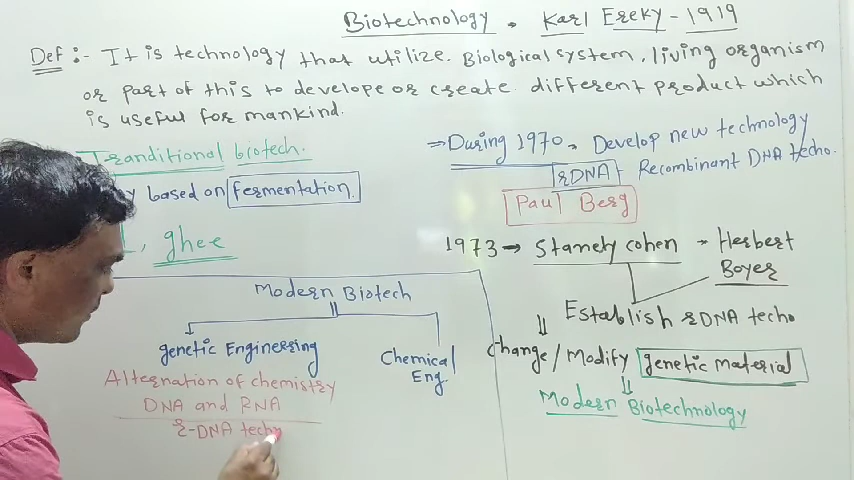 Biotechnology • Karl Ereky - 1919
Def :- It is technology that utilize Biological system, living organism
or part of this to develope or create different product which
is useful for mankind.
Tranditional biotech.
based on fermentation.
, ghee
⇒ During 1970, Develop new technology
rDNA → Recombinant DNA techo.
Paul Berg
1973 → Stanely cohen → Herbert
Boyer
Establish rDNA techo
⇓
Change/Modify genetic material
⇓
Modern Biotechnology
Modern Biotech
genetic Engineering
Alternation of chemistry
DNA and RNA
r-DNA techn
Chemical
Eng.